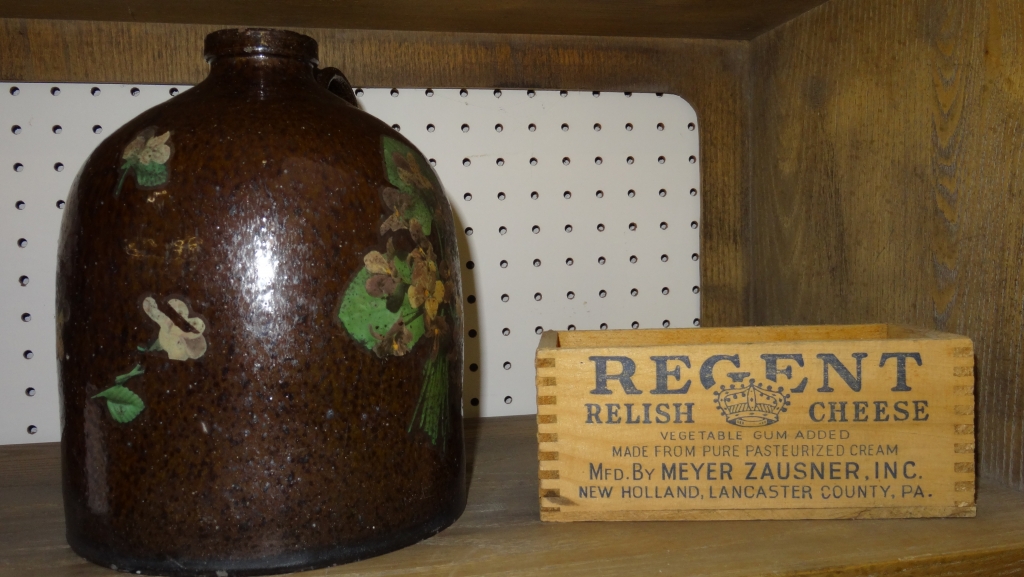 REGENT
RELISH CHEESE
VEGETABLE GUM ADDED
MADE FROM PURE PASTEURIZED CREAM
MFD. BY MEYER ZAUSNER, INC.
NEW HOLLAND, LANCASTER COUNTY, PA.